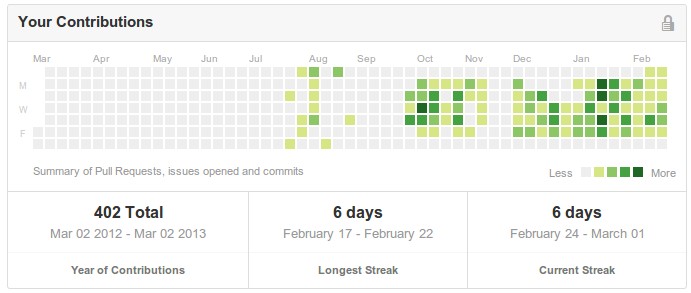 Your Contributions
Mar Apr May Jun Jul Aug Sep Oct Nov Dec Jan Feb
M
W
F
Summary of Pull Requests, issues opened and commits
Less More
402 Total 6 days 6 days
Mar 02 2012 - Mar 02 2013 February 17 - February 22 February 24 - March 01
Year of Contributions Longest Streak Current Streak